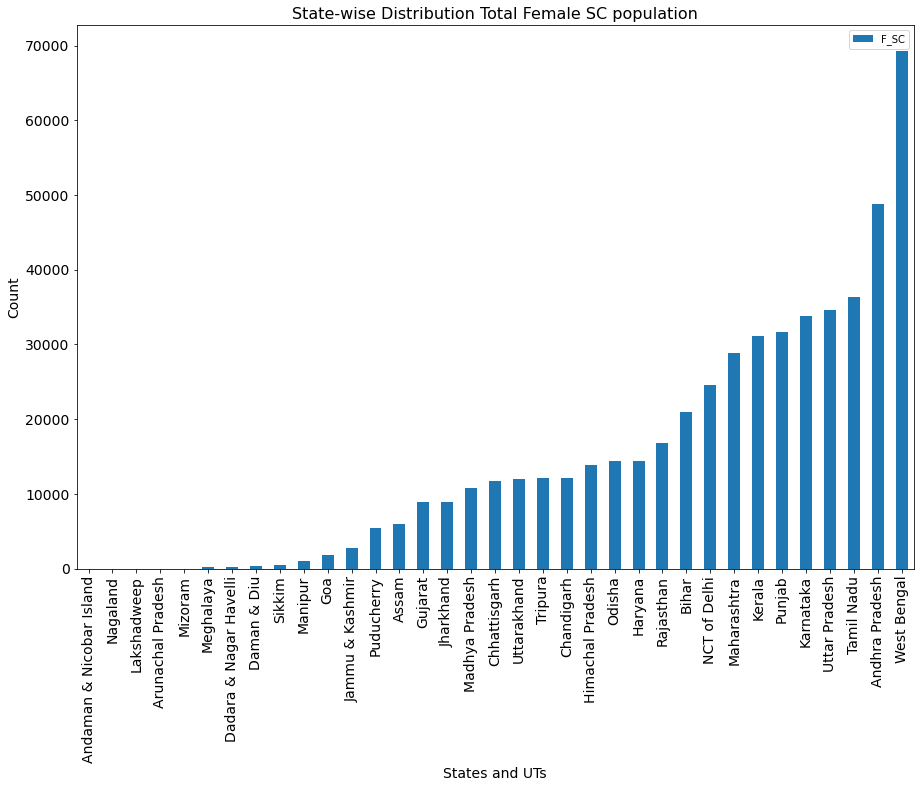 State-wise Distribution Total Female SC population
F_SC
70000
60000
50000
40000
30000
20000
10000
0
Count
Andaman & Nicobar Island
Nagaland
Lakshadweep
Arunachal Pradesh
Mizoram
Meghalaya
Dadara & Nagar Havelli
Daman & Diu
Sikkim
Manipur
Goa
Jammu & Kashmir
Puducherry
Assam
Gujarat
Jharkhand
Madhya Pradesh
Chhattisgarh
Uttarakhand
Tripura
Chandigarh
Himachal Pradesh
Odisha
Haryana
Rajasthan
Bihar
NCT of Delhi
Maharashtra
Kerala
Punjab
Karnataka
Uttar Pradesh
Tamil Nadu
Andhra Pradesh
West Bengal
States and UTs